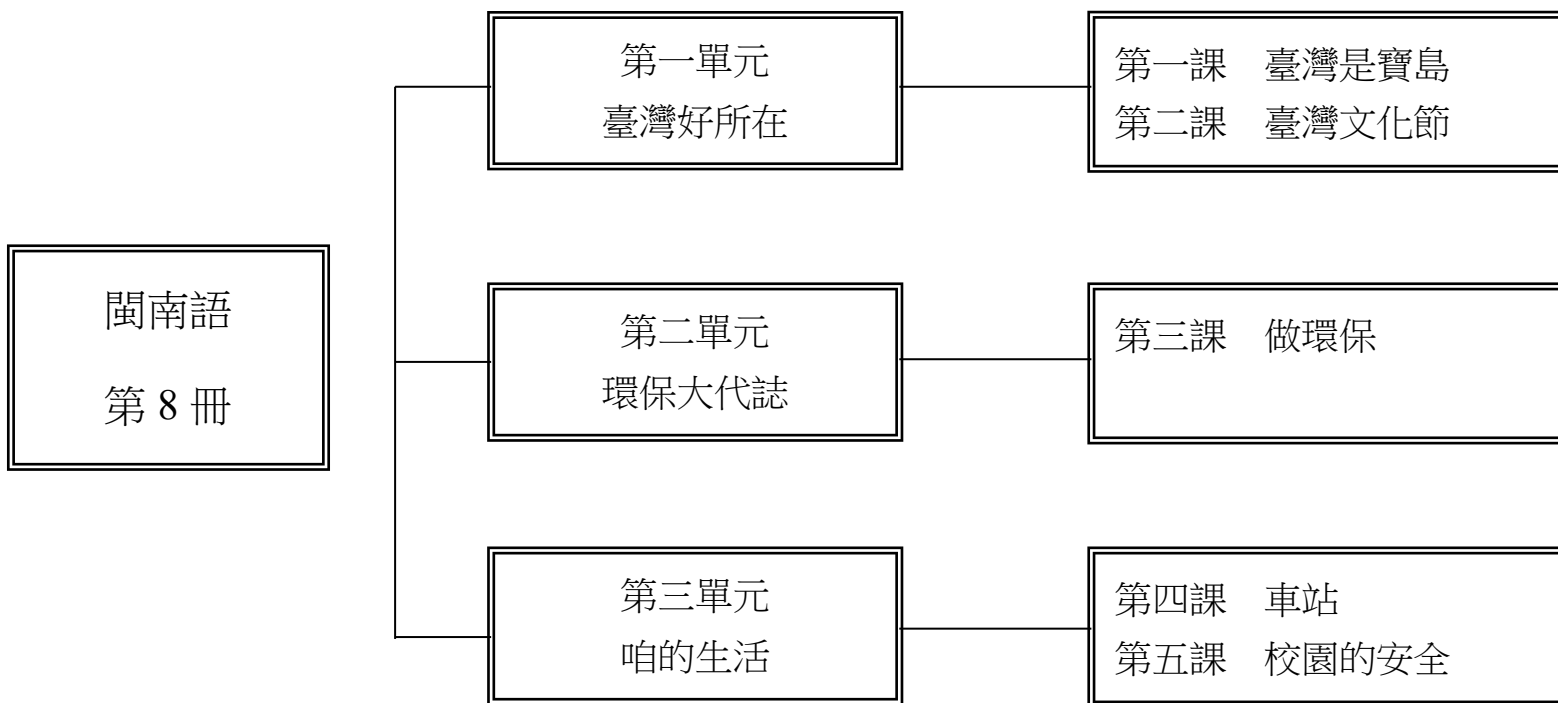 閩南語
第 8 冊
第一單元
臺灣好所在
第一課　臺灣是寶島
第二課　臺灣文化節
第二單元
環保大代誌
第三課　做環保
第三單元
咱的生活
第四課　車站
第五課　校園的安全